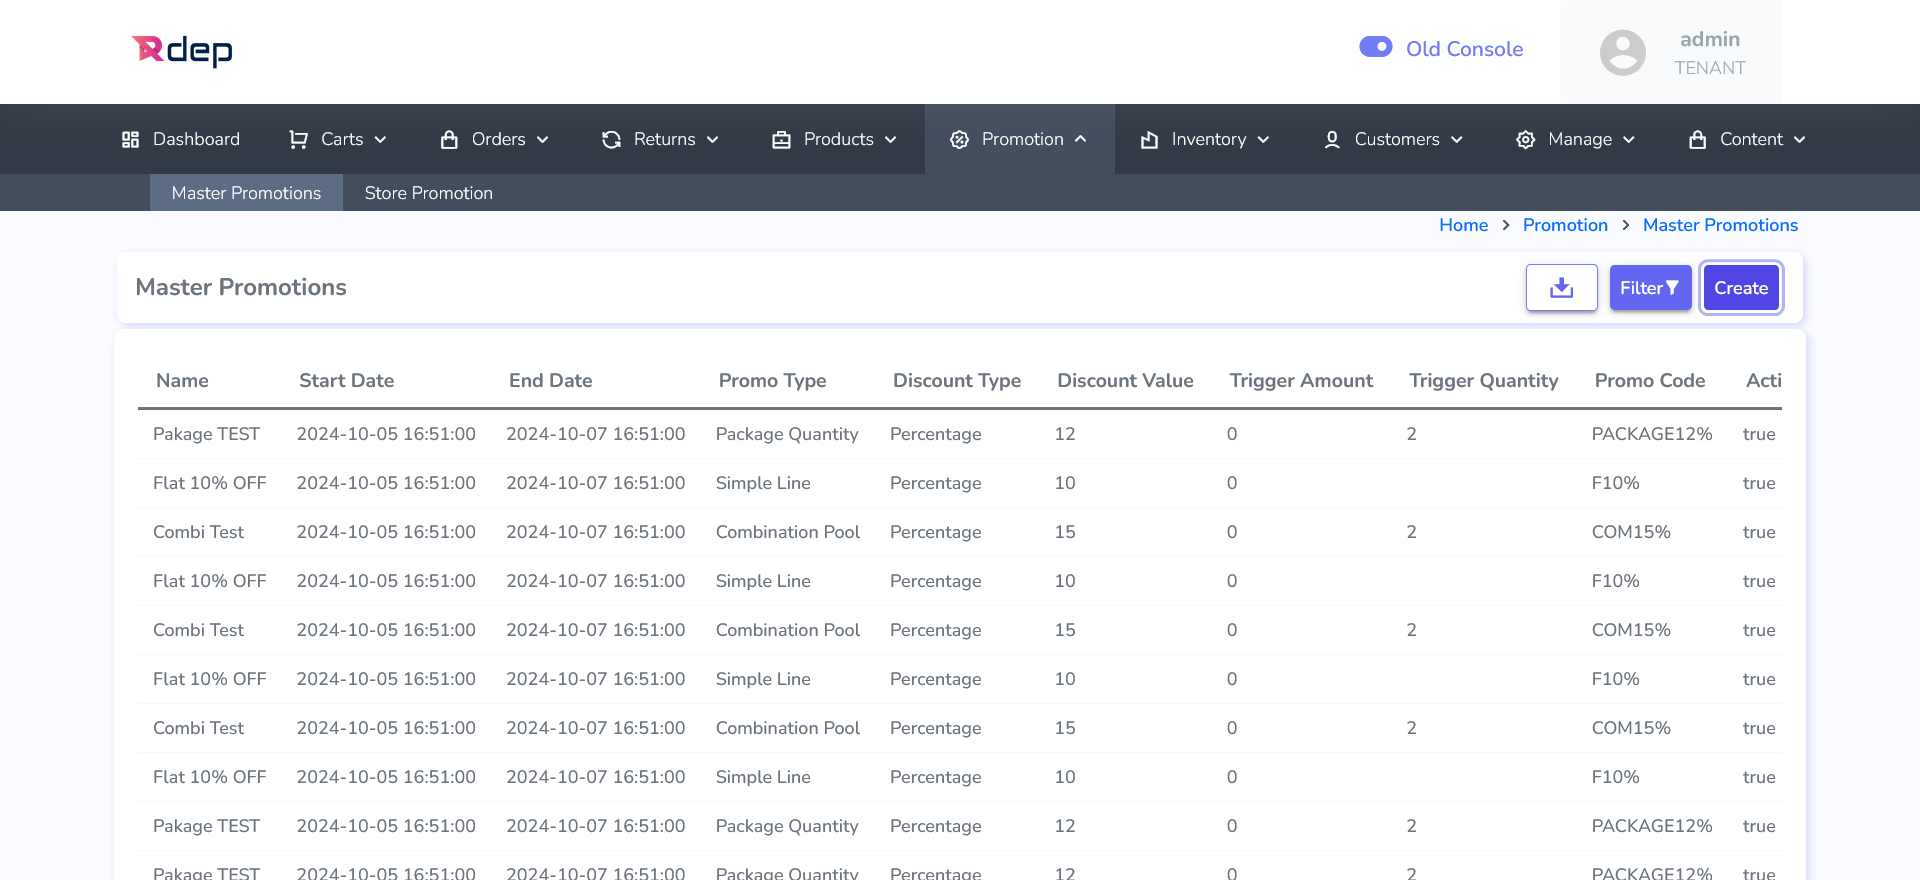 Rdep
Old Console
admin
TENANT
Dashboard Carts Orders Returns Products Promotion Inventory Customers Manage Content
Master Promotions Store Promotion
Home > Promotion > Master Promotions
Master Promotions Filter Create
Name Start Date End Date Promo Type Discount Type Discount Value Trigger Amount Trigger Quantity Promo Code Acti
Pakage TEST 2024-10-05 16:51:00 2024-10-07 16:51:00 Package Quantity Percentage 12 0 2 PACKAGE12% true
Flat 10% OFF 2024-10-05 16:51:00 2024-10-07 16:51:00 Simple Line Percentage 10 0 F10% true
Combi Test 2024-10-05 16:51:00 2024-10-07 16:51:00 Combination Pool Percentage 15 0 2 COM15% true
Flat 10% OFF 2024-10-05 16:51:00 2024-10-07 16:51:00 Simple Line Percentage 10 0 F10% true
Combi Test 2024-10-05 16:51:00 2024-10-07 16:51:00 Combination Pool Percentage 15 0 2 COM15% true
Flat 10% OFF 2024-10-05 16:51:00 2024-10-07 16:51:00 Simple Line Percentage 10 0 F10% true
Combi Test 2024-10-05 16:51:00 2024-10-07 16:51:00 Combination Pool Percentage 15 0 2 COM15% true
Flat 10% OFF 2024-10-05 16:51:00 2024-10-07 16:51:00 Simple Line Percentage 10 0 F10% true
Pakage TEST 2024-10-05 16:51:00 2024-10-07 16:51:00 Package Quantity Percentage 12 0 2 PACKAGE12% true
Pakage TEST 2024-10-05 16:51:00 2024-10-07 16:51:00 Package Quantity Percentage 12 0 2 PACKAGE12% true